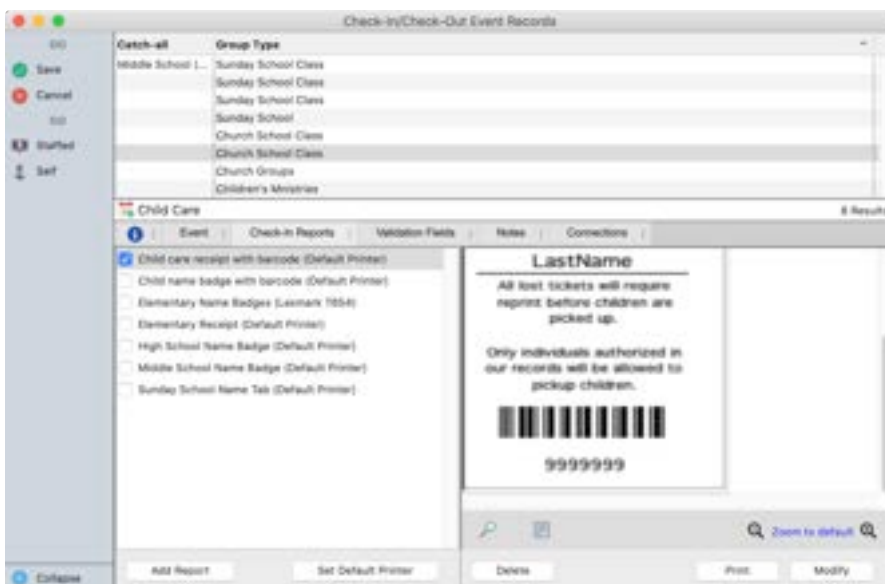 Check-In/Check-Out Event Records
Save
Cancel
Staffed
Self
Collapse
Catch-all Group Type
Middle School (... Sunday School Class
Sunday School Class
Sunday School Class
Sunday School
Church School Class
Church School Class
Church Groups
Children's Ministries
Child Care 8 Results
Event Check-In Reports Validation Fields Notes Connections
Child care receipt with barcode (Default Printer)
Child name badge with barcode (Default Printer)
Elementary Name Badges (Lexmark T654)
Elementary Receipt (Default Printer)
High School Name Badge (Default Printer)
Middle School Name Badge (Default Printer)
Sunday School Name Tab (Default Printer)
LastName
All lost tickets will require
reprint before children are
picked up.
Only individuals authorized in
our records will be allowed to
pickup children.
9999999
Zoom to default
Add Report Set Default Printer Delete Print Modify